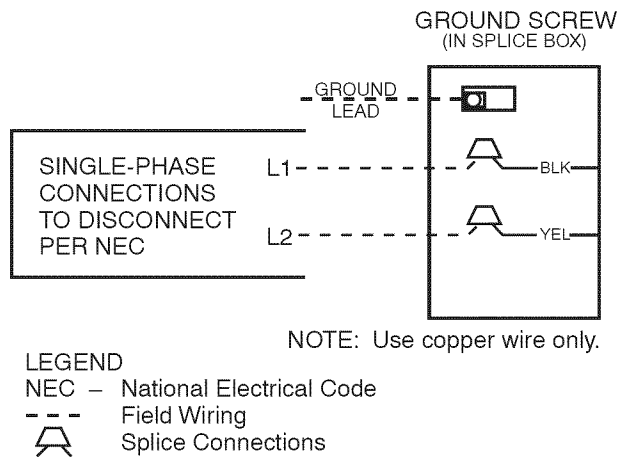 GROUND SCREW
(IN SPLICE BOX)
GROUND
LEAD
SINGLE-PHASE
CONNECTIONS
TO DISCONNECT
PER NEC
L1
BLK
L2
YEL
NOTE: Use copper wire only.
LEGEND
NEC – National Electrical Code
Field Wiring
Splice Connections